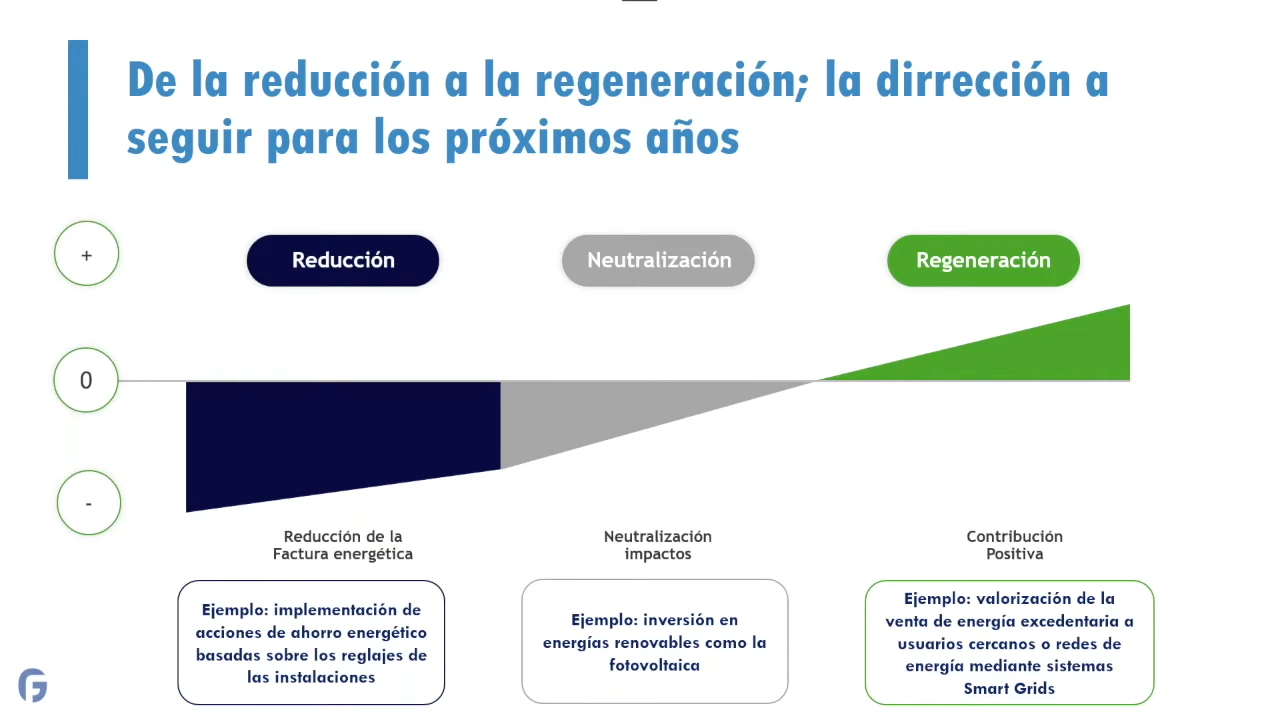 De la reducción a la regeneración; la dirrección a
seguir para los próximos años
+
Reducción
Neutralización
Regeneración
0
-
Reducción de la
Factura energética
Neutralización
impactos
Contribución
Positiva
Ejemplo: implementación de
acciones de ahorro energético
basadas sobre los reglajes de
las instalaciones
Ejemplo: inversión en
energías renovables como la
fotovoltaica
Ejemplo: valorización de la
venta de energía excedentaria a
usuarios cercanos o redes de
energía mediante sistemas
Smart Grids